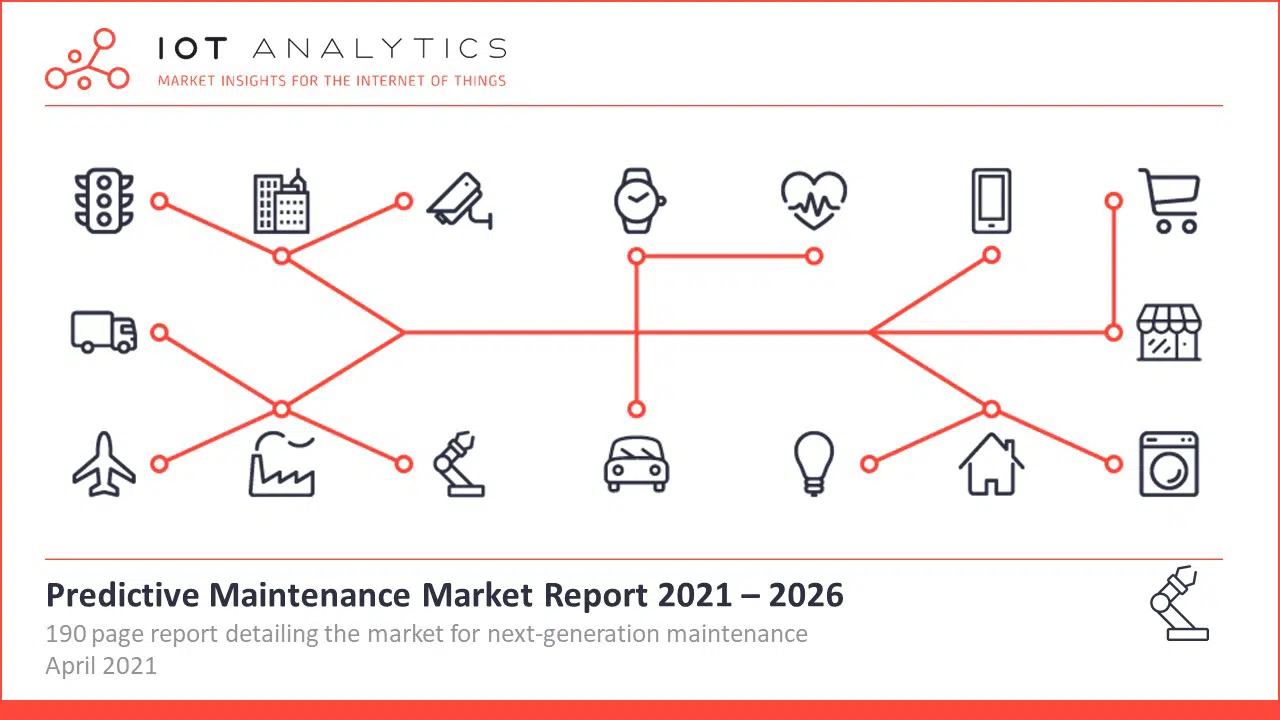 IOT ANALYTICS
MARKET INSIGHTS FOR THE INTERNET OF THINGS
Predictive Maintenance Market Report 2021 – 2026
190 page report detailing the market for next-generation maintenance
April 2021